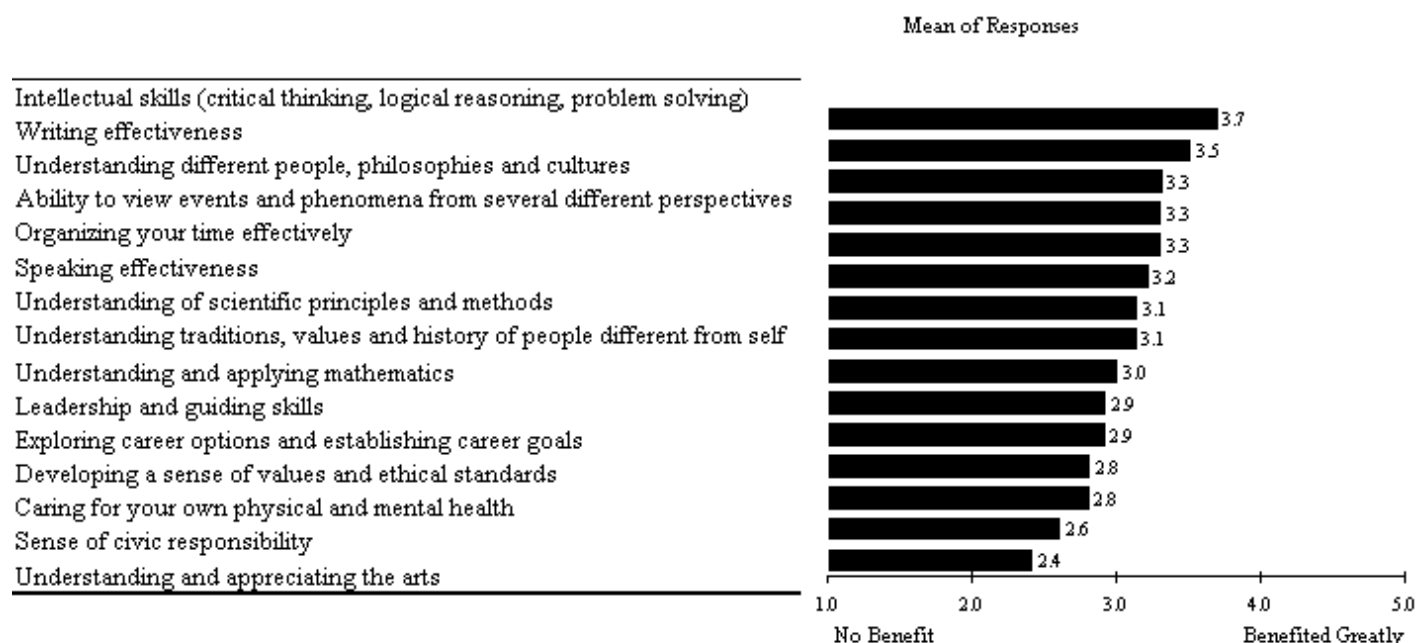 Mean of Responses
Intellectual skills (critical thinking, logical reasoning, problem solving)
Writing effectiveness
Understanding different people, philosophies and cultures
Ability to view events and phenomena from several different perspectives
Organizing your time effectively
Speaking effectiveness
Understanding of scientific principles and methods
Understanding traditions, values and history of people different from self
Understanding and applying mathematics
Leadership and guiding skills
Exploring career options and establishing career goals
Developing a sense of values and ethical standards
Caring for your own physical and mental health
Sense of civic responsibility
Understanding and appreciating the arts
3.7
3.5
3.3
3.3
3.3
3.2
3.1
3.1
3.0
2.9
2.9
2.8
2.8
2.6
2.4
1.0 2.0 3.0 4.0 5.0
No Benefit Benefited Greatly